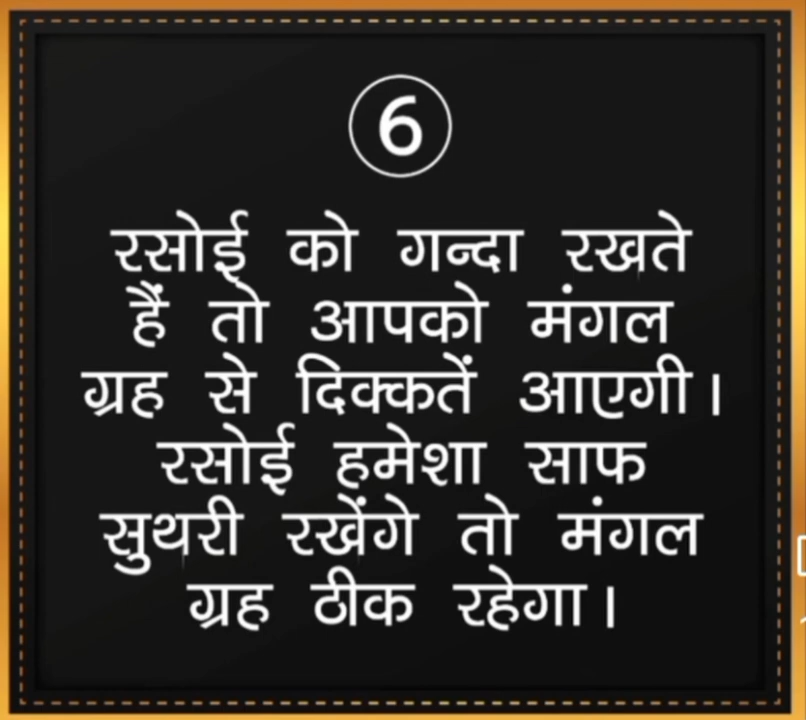 6
रसोई को गन्दा रखते
हैं तो आपको मंगल
ग्रह से दिक्कतें आएगी।
रसोई हमेशा साफ
सुथरी रखेंगे तो मंगल
ग्रह ठीक रहेगा।